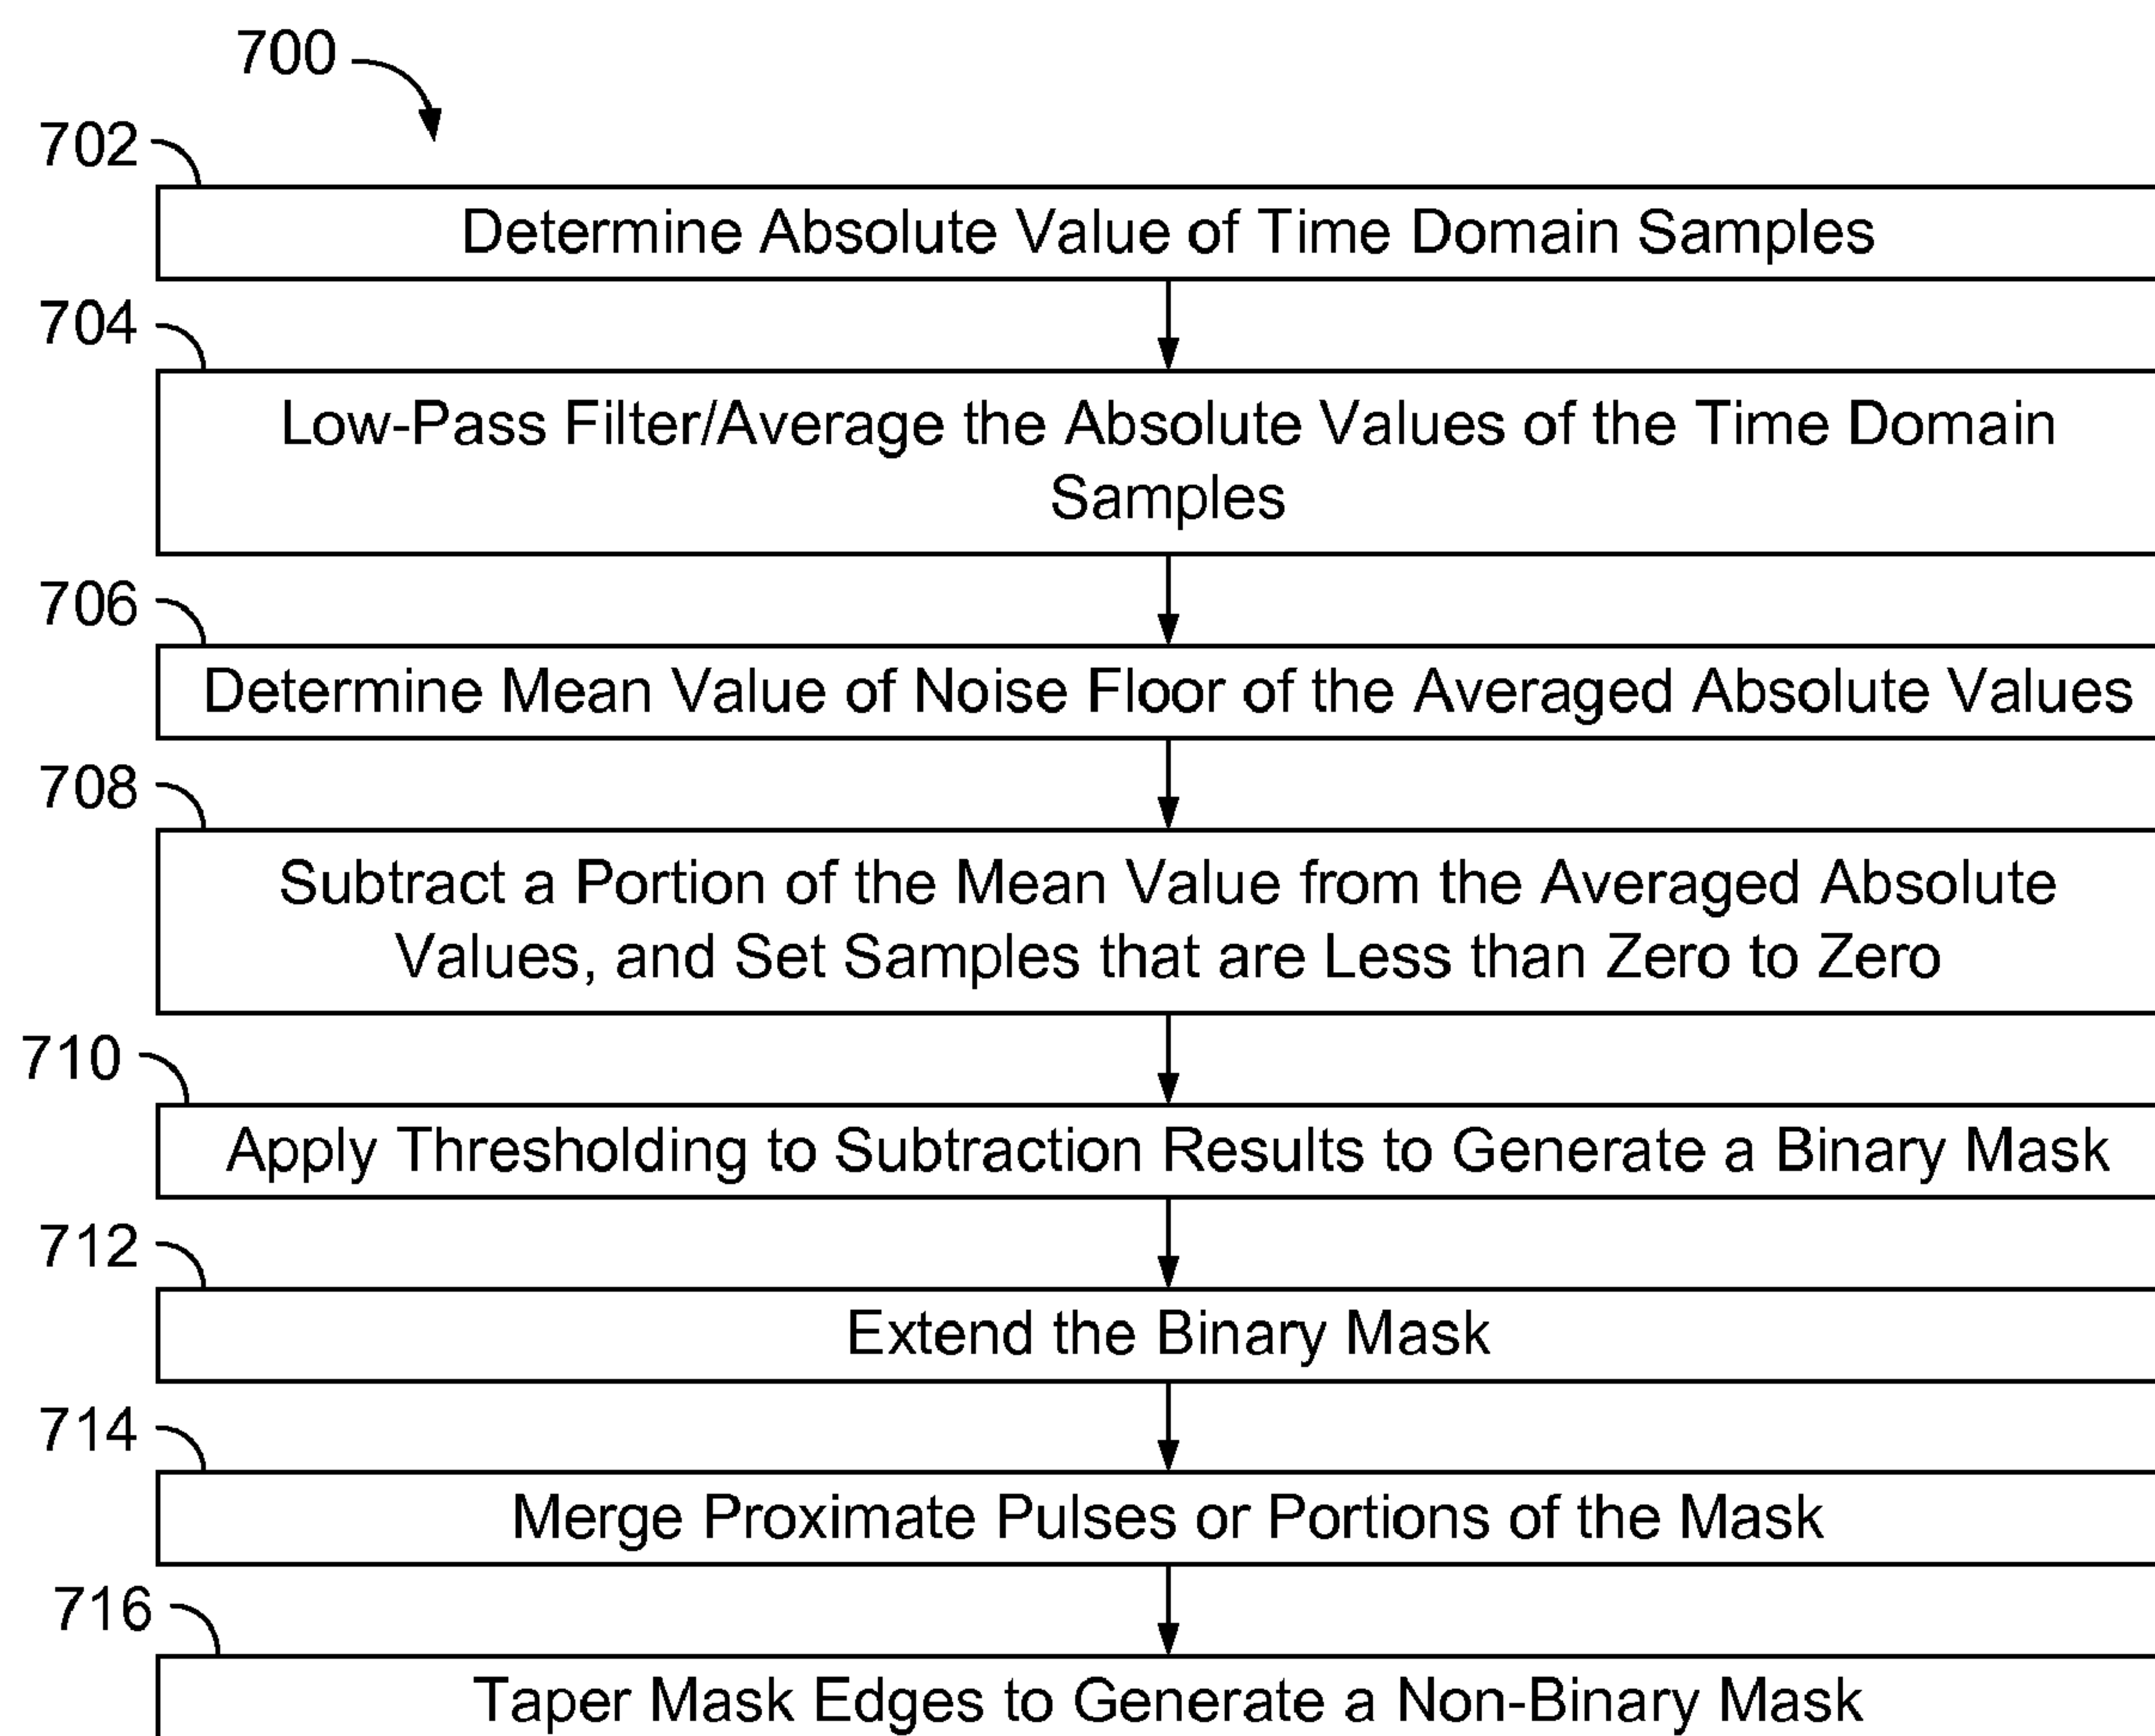 700
702
Determine Absolute Value of Time Domain Samples
704
Low-Pass Filter/Average the Absolute Values of the Time Domain
Samples
706
Determine Mean Value of Noise Floor of the Averaged Absolute Values
708
Subtract a Portion of the Mean Value from the Averaged Absolute
Values, and Set Samples that are Less than Zero to Zero
710
Apply Thresholding to Subtraction Results to Generate a Binary Mask
712
Extend the Binary Mask
714
Merge Proximate Pulses or Portions of the Mask
716
Taper Mask Edges to Generate a Non-Binary Mask